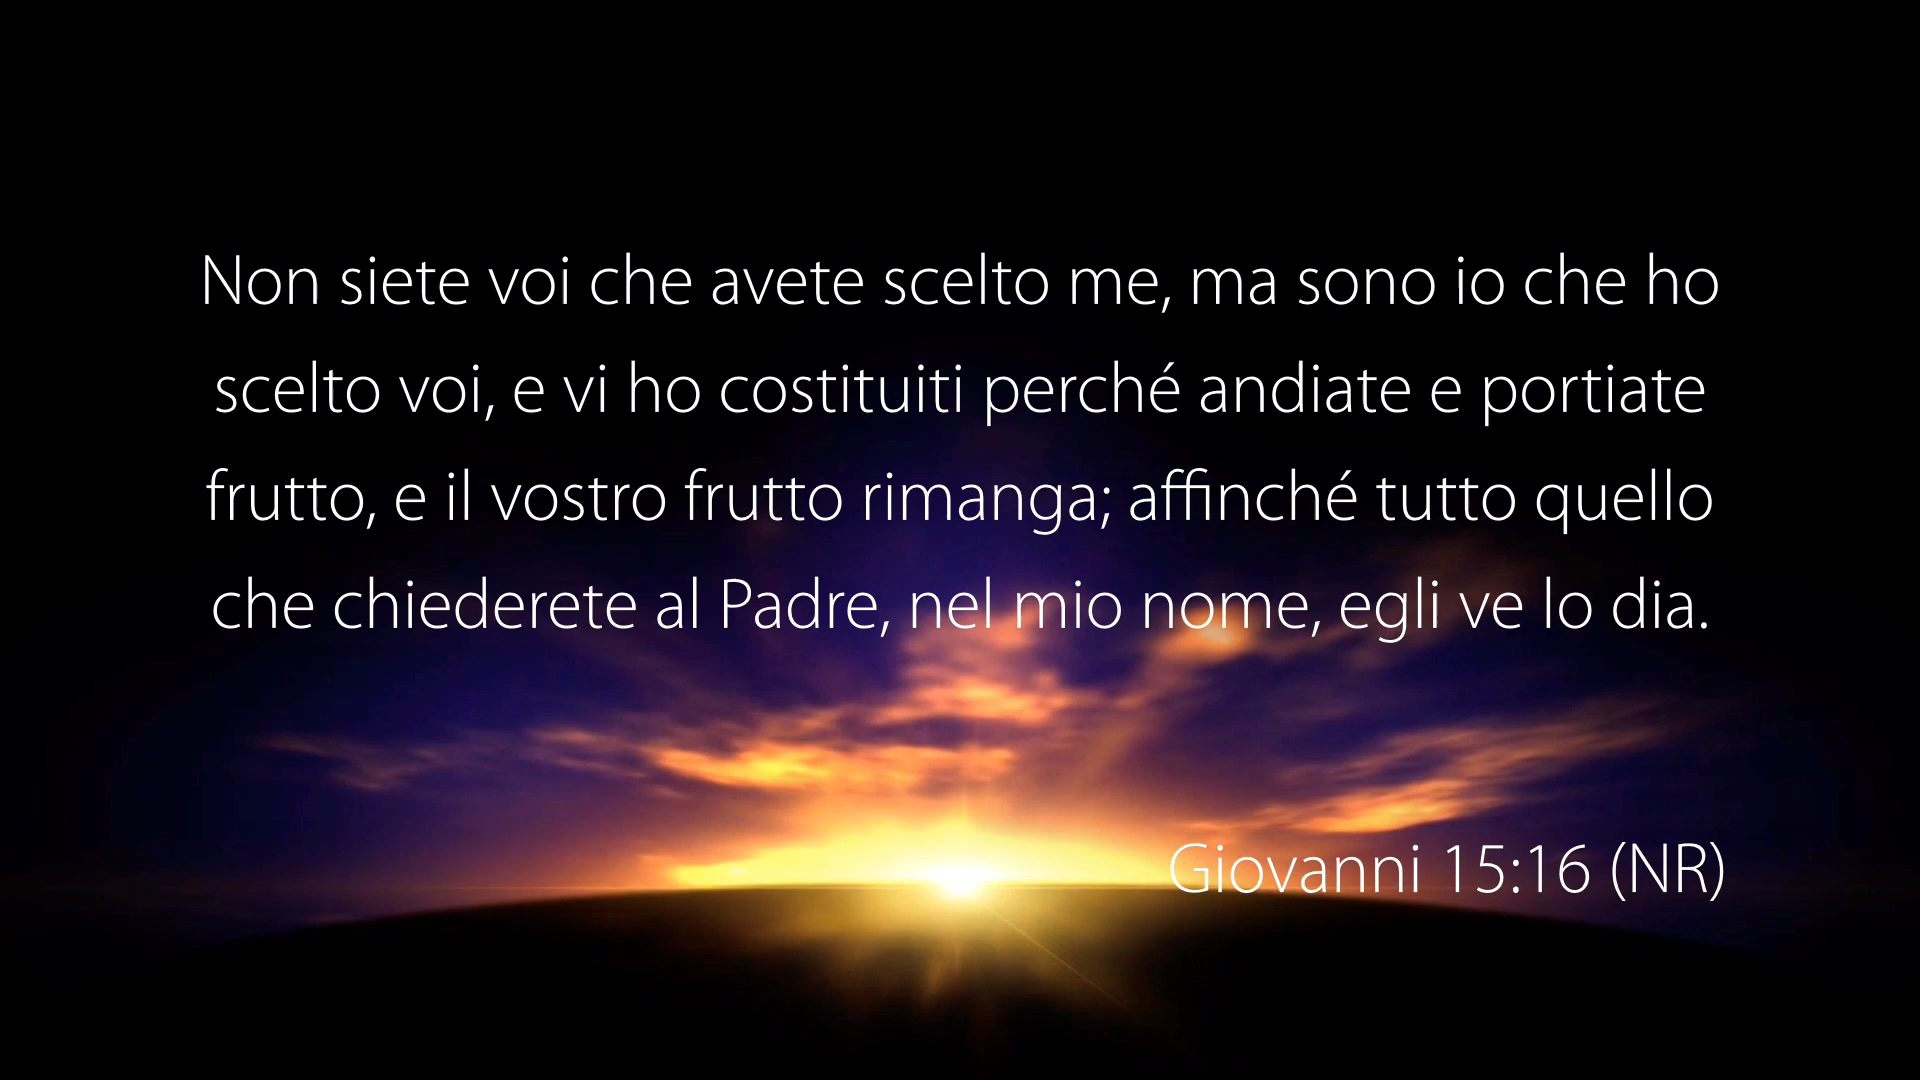 Non siete voi che avete scelto me, ma sono io che ho
scelto voi, e vi ho costituiti perché andiate e portiate
frutto, e il vostro frutto rimanga; affinché tutto quello
che chiederete al Padre, nel mio nome, egli ve lo dia.
Giovanni 15:16 (NR)